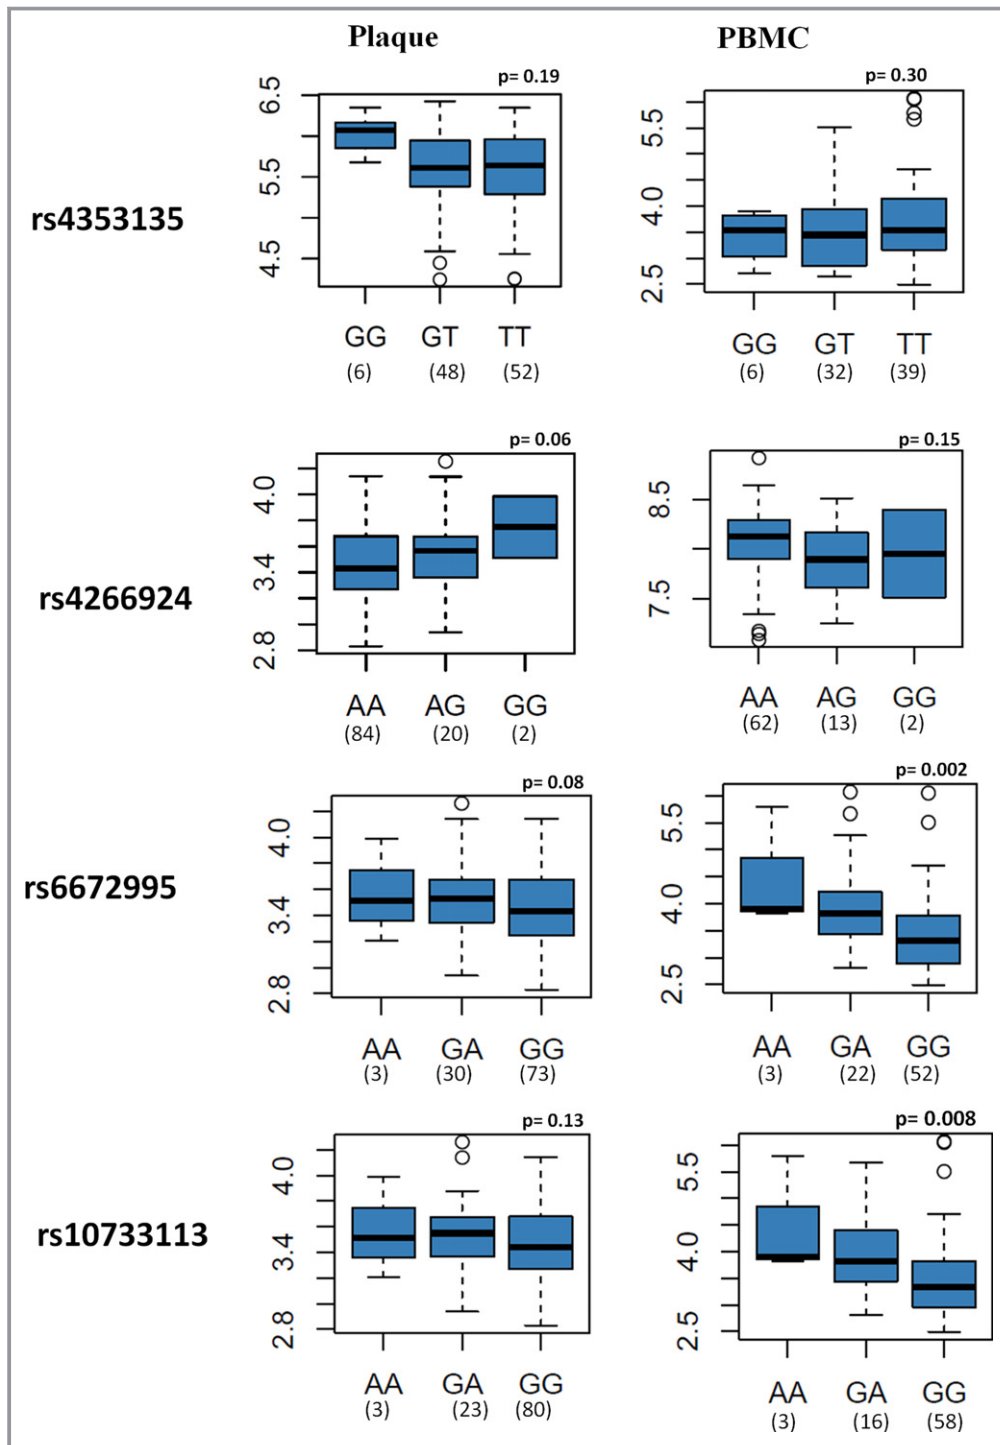 Plaque PBMC
p= 0.19 p= 0.30
rs4353135
6.5
5.5
4.5
5.5
4.0
2.5
GG GT TT
(6) (48) (52)
GG GT TT
(6) (32) (39)
p= 0.06 p= 0.15
rs4266924
4.0
3.4
2.8
8.5
7.5
AA AG GG
(84) (20) (2)
AA AG GG
(62) (13) (2)
p= 0.08 p= 0.002
rs6672995
4.0
3.4
2.8
5.5
4.0
2.5
AA GA GG
(3) (30) (73)
AA GA GG
(3) (22) (52)
p= 0.13 p= 0.008
rs10733113
4.0
3.4
2.8
5.5
4.0
2.5
AA GA GG
(3) (23) (80)
AA GA GG
(3) (16) (58)